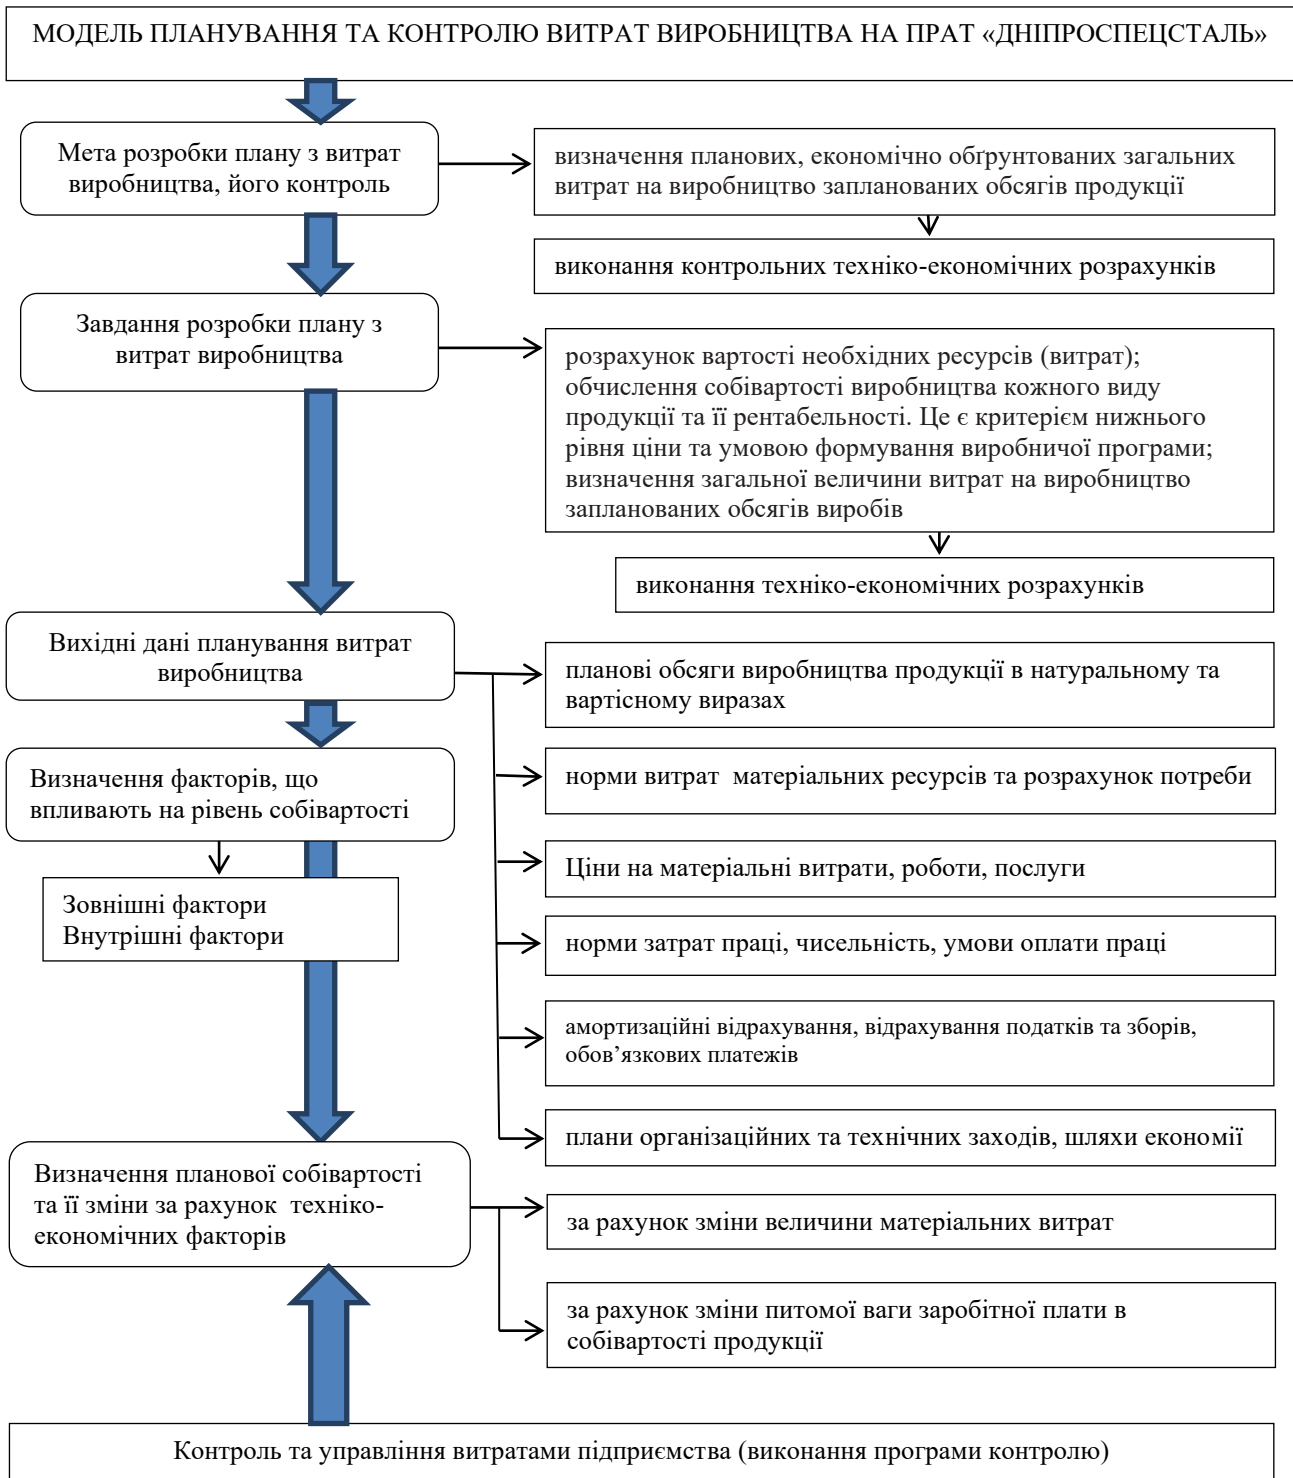 МОДЕЛЬ ПЛАНУВАННЯ ТА КОНТРОЛЮ ВИТРАТ ВИРОБНИЦТВА НА ПРАТ «ДНІПРОСПЕЦСТАЛЬ»
Мета розробки плану з витрат
виробництва, його контроль
визначення планових, економічно обґрунтованих загальних
витрат на виробництво запланованих обсягів продукції
виконання контрольних техніко-економічних розрахунків
Завдання розробки плану з
витрат виробництва
розрахунок вартості необхідних ресурсів (витрат);
обчислення собівартості виробництва кожного виду
продукції та її рентабельності. Це є критерієм нижнього
рівня ціни та умовою формування виробничої програми;
визначення загальної величини витрат на виробництво
запланованих обсягів виробів
виконання техніко-економічних розрахунків
Вихідні дані планування витрат
виробництва
планові обсяги виробництва продукції в натуральному та
вартісному виразах
Визначення факторів, що
впливають на рівень собівартості
норми витрат  матеріальних ресурсів та розрахунок потреби
Ціни на матеріальні витрати, роботи, послуги
Зовнішні фактори
Внутрішні фактори
норми затрат праці, чисельність, умови оплати праці
амортизаційні відрахування, відрахування податків та зборів,
обов’язкових платежів
плани організаційних та технічних заходів, шляхи економії
Визначення планової собівартості
та її зміни за рахунок  техніко-
економічних факторів
за рахунок зміни величини матеріальних витрат
за рахунок зміни питомої ваги заробітної плати в
собівартості продукції
Контроль та управління витратами підприємства (виконання програми контролю)